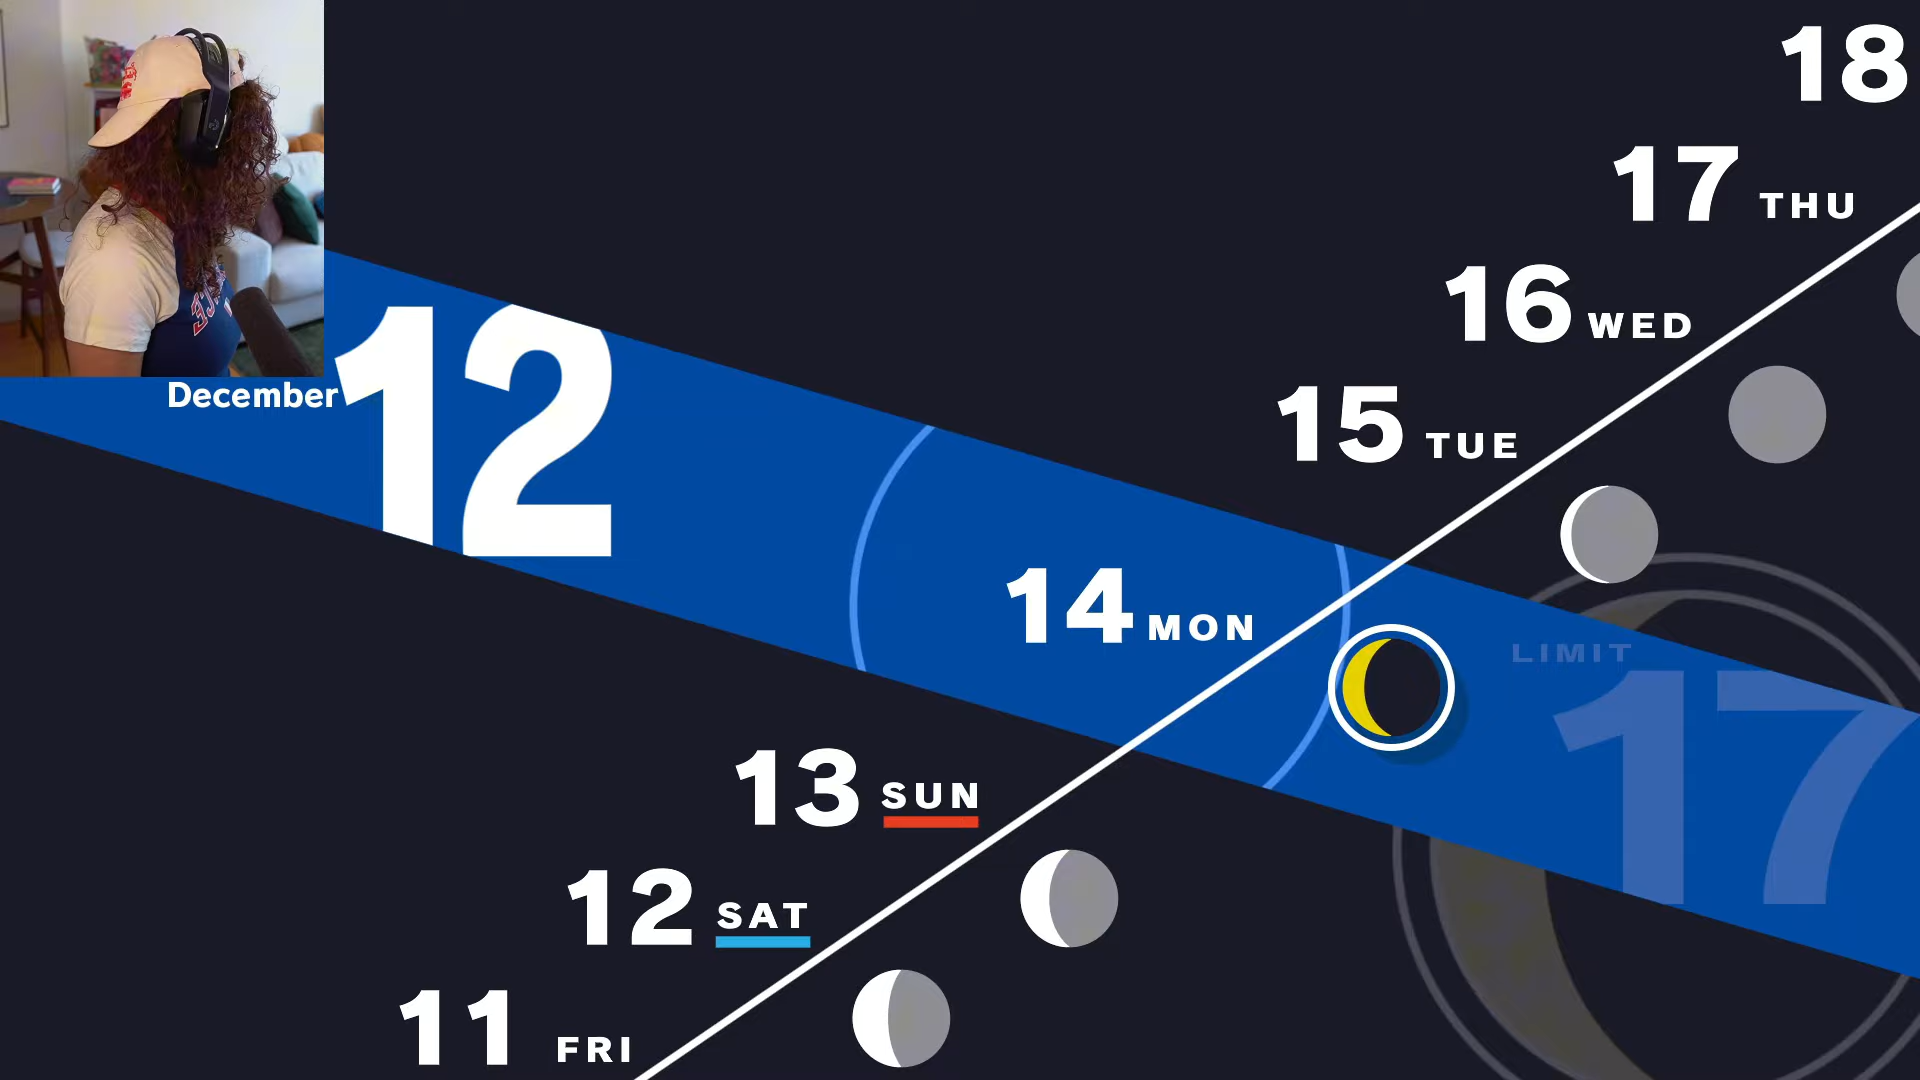 18
17 THU
16 WED
December 12
15 TUE
14 MON
LIMIT
17
13 SUN
12 SAT
11 FRI